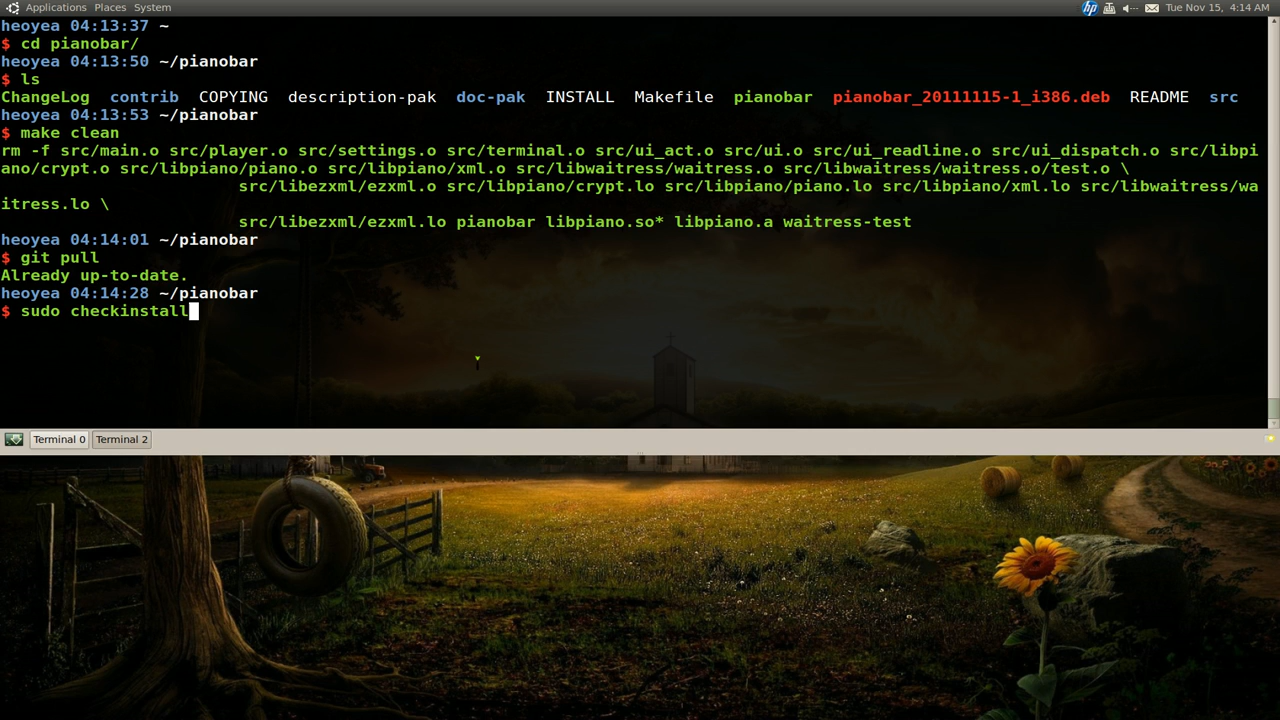 Applications Places System hp Tue Nov 15, 4:14 AM
heoyea 04:13:37 ~
$ cd pianobar/
heoyea 04:13:50 ~/pianobar
$ ls
ChangeLog contrib COPYING description-pak doc-pak INSTALL Makefile pianobar pianobar_20111115-1_i386.deb README src
heoyea 04:13:53 ~/pianobar
$ make clean
rm -f src/main.o src/player.o src/settings.o src/terminal.o src/ui_act.o src/ui.o src/ui_readline.o src/ui_dispatch.o src/libpi
ano/crypt.o src/libpiano/piano.o src/libpiano/xml.o src/libwaitress/waitress.o src/libwaitress/waitress.o/test.o \
src/libezxml/ezxml.o src/libpiano/crypt.lo src/libpiano/piano.lo src/libpiano/xml.lo src/libwaitress/wa
itress.lo \
src/libezxml/ezxml.lo pianobar libpiano.so* libpiano.a waitress-test
heoyea 04:14:01 ~/pianobar
$ git pull
Already up-to-date.
heoyea 04:14:28 ~/pianobar
$ sudo checkinstall
Terminal 0 Terminal 2